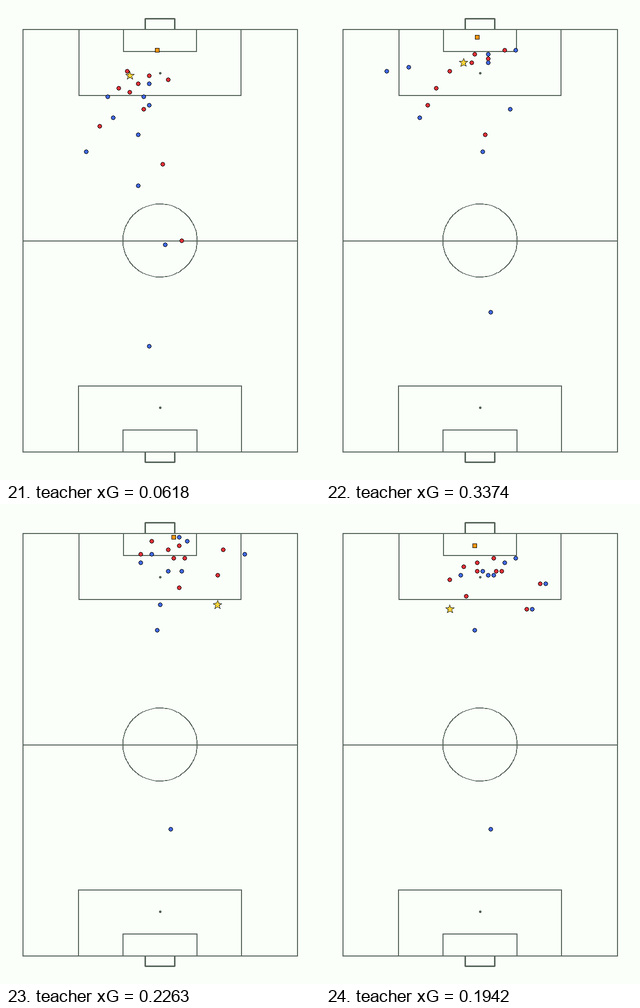 21. teacher xG = 0.0618
22. teacher xG = 0.3374
23. teacher xG = 0.2263
24. teacher xG = 0.1942